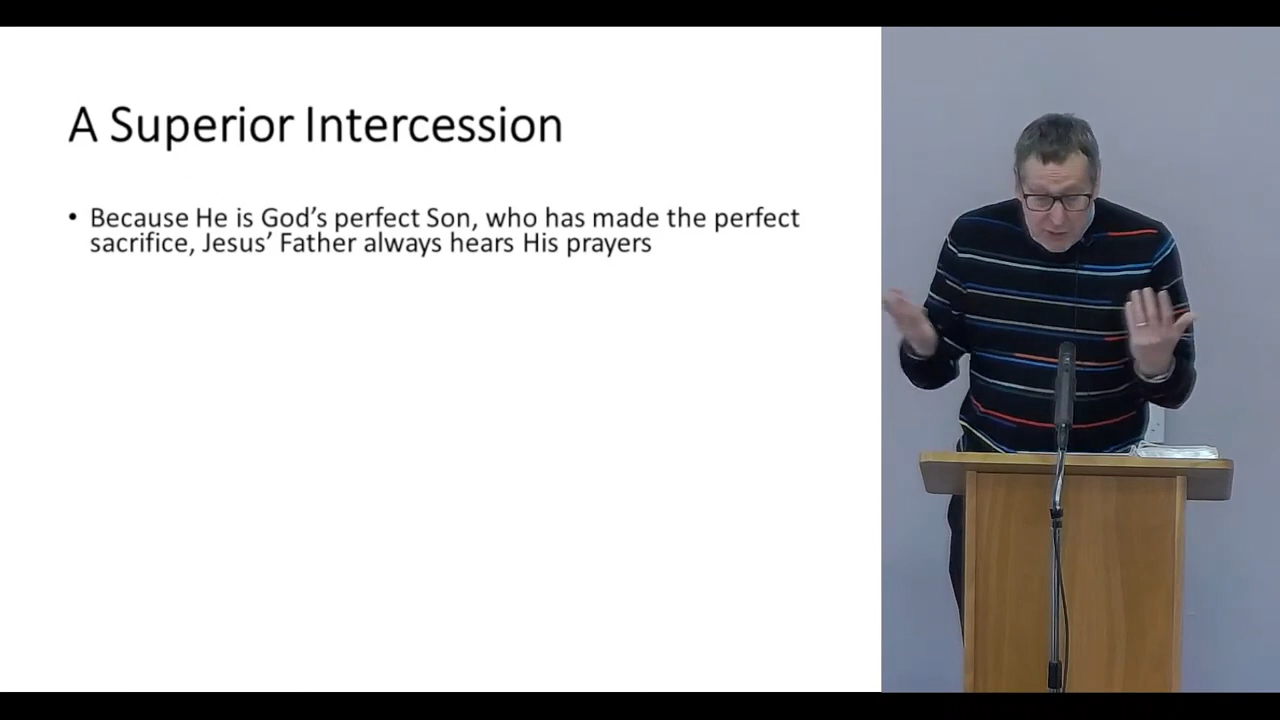 A Superior Intercession
• Because He is God’s perfect Son, who has made the perfect
sacrifice, Jesus’ Father always hears His prayers